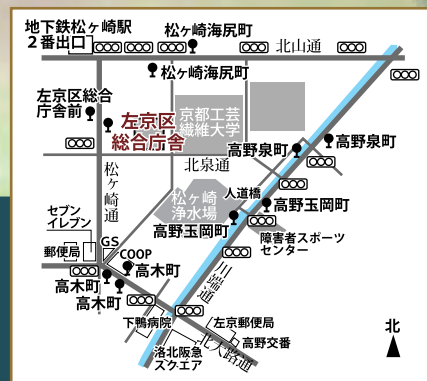 地下鉄松ヶ崎駅
2番出口
松ヶ崎海尻町
北山通
松ヶ崎海尻町
左京区総合
庁舎前
左京区
総合庁舎
京都工芸
繊維大学
高野泉町
高野泉町
北泉通
松ヶ崎通
松ヶ崎
浄水場
人道橋
高野玉岡町
高野玉岡町
障害者スポーツ
センター
セブン
イレブン
郵便局
GS
COOP
高木町
高木町
高木町
川端通
下鴨病院
左京郵便局
高野交番
北大路通
洛北阪急
スクエア
北